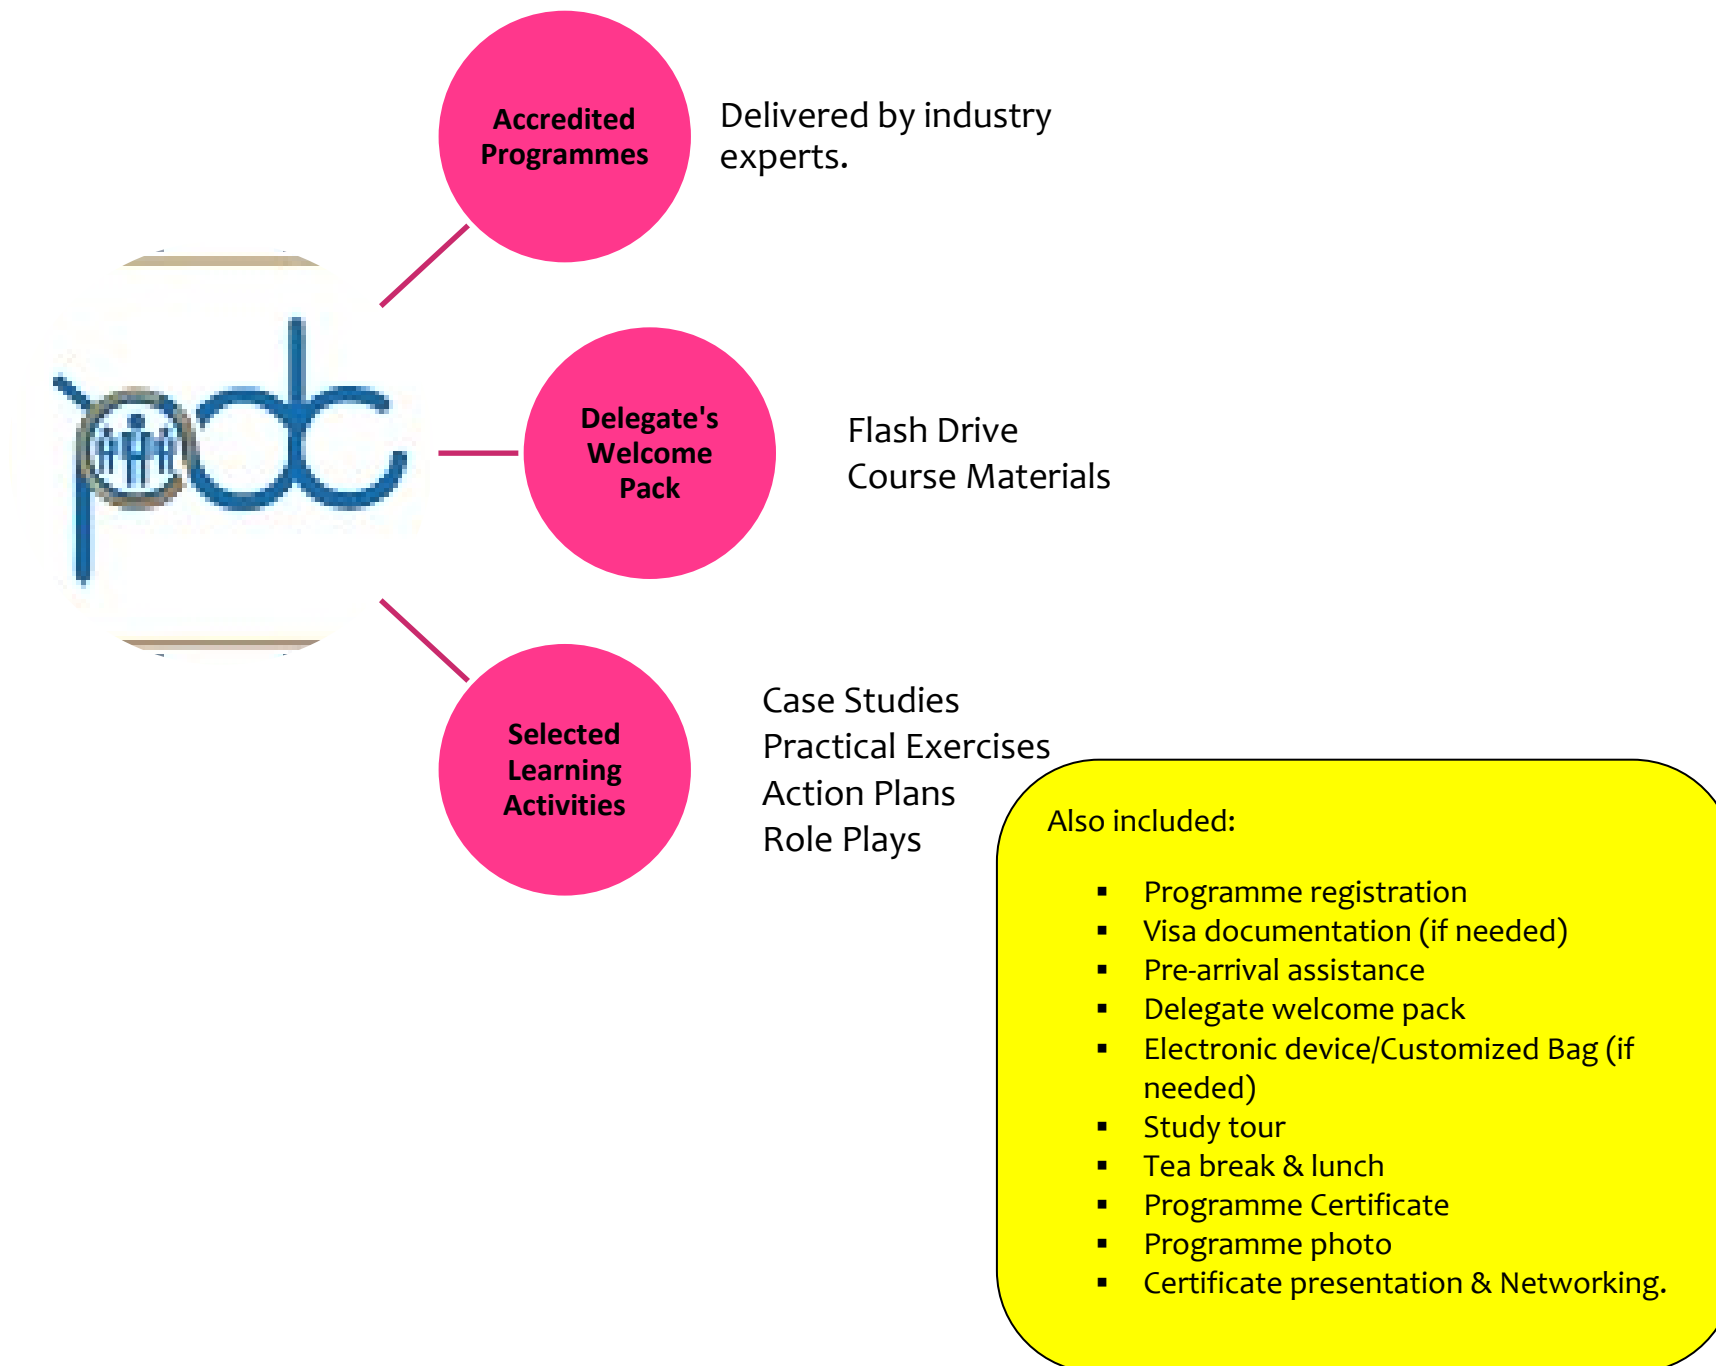 Accredited
Programmes
Delivered by industry
experts.
pdc
Delegate's
Welcome
Pack
Flash Drive
Course Materials
Selected
Learning
Activities
Case Studies
Practical Exercises
Action Plans
Role Plays
Also included:
▪ Programme registration
▪ Visa documentation (if needed)
▪ Pre-arrival assistance
▪ Delegate welcome pack
▪ Electronic device/Customized Bag (if
needed)
▪ Study tour
▪ Tea break & lunch
▪ Programme Certificate
▪ Programme photo
▪ Certificate presentation & Networking.